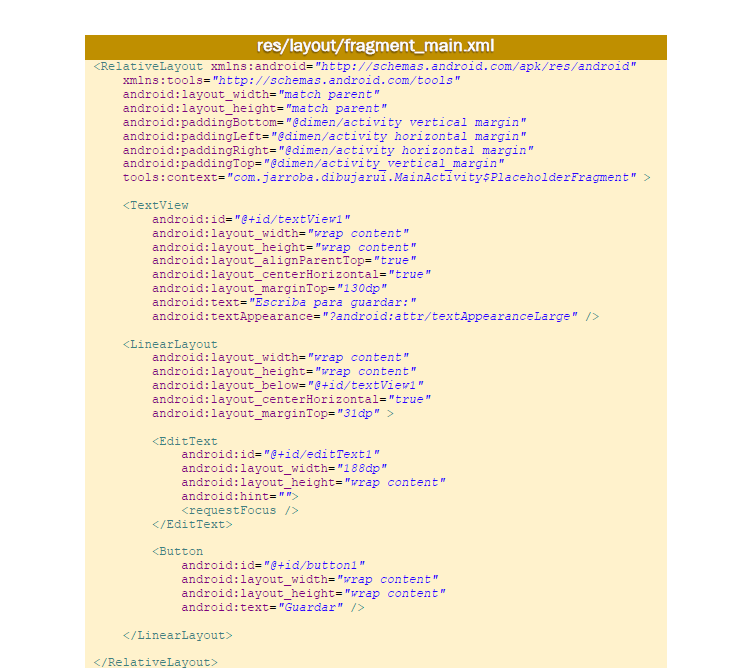 res/layout/fragment_main.xml
<RelativeLayout xmlns:android="http://schemas.android.com/apk/res/android"
xmlns:tools="http://schemas.android.com/tools"
android:layout_width="match_parent"
android:layout_height="match_parent"
android:paddingBottom="@dimen/activity_vertical_margin"
android:paddingLeft="@dimen/activity_horizontal_margin"
android:paddingRight="@dimen/activity_horizontal_margin"
android:paddingTop="@dimen/activity_vertical_margin"
tools:context="com.jarroba.dibujarui.MainActivity$PlaceholderFragment" >
<TextView
android:id="@+id/textView1"
android:layout_width="wrap_content"
android:layout_height="wrap_content"
android:layout_alignParentTop="true"
android:layout_centerHorizontal="true"
android:layout_marginTop="130dp"
android:text="Escriba para guardar:"
android:textAppearance="?android:attr/textAppearanceLarge" />
<LinearLayout
android:layout_width="wrap_content"
android:layout_height="wrap_content"
android:layout_below="@+id/textView1"
android:layout_centerHorizontal="true"
android:layout_marginTop="31dp" >
<EditText
android:id="@+id/editText1"
android:layout_width="188dp"
android:layout_height="wrap_content"
android:hint="">
<requestFocus />
</EditText>
<Button
android:id="@+id/button1"
android:layout_width="wrap_content"
android:layout_height="wrap_content"
android:text="Guardar" />
</LinearLayout>
</RelativeLayout>